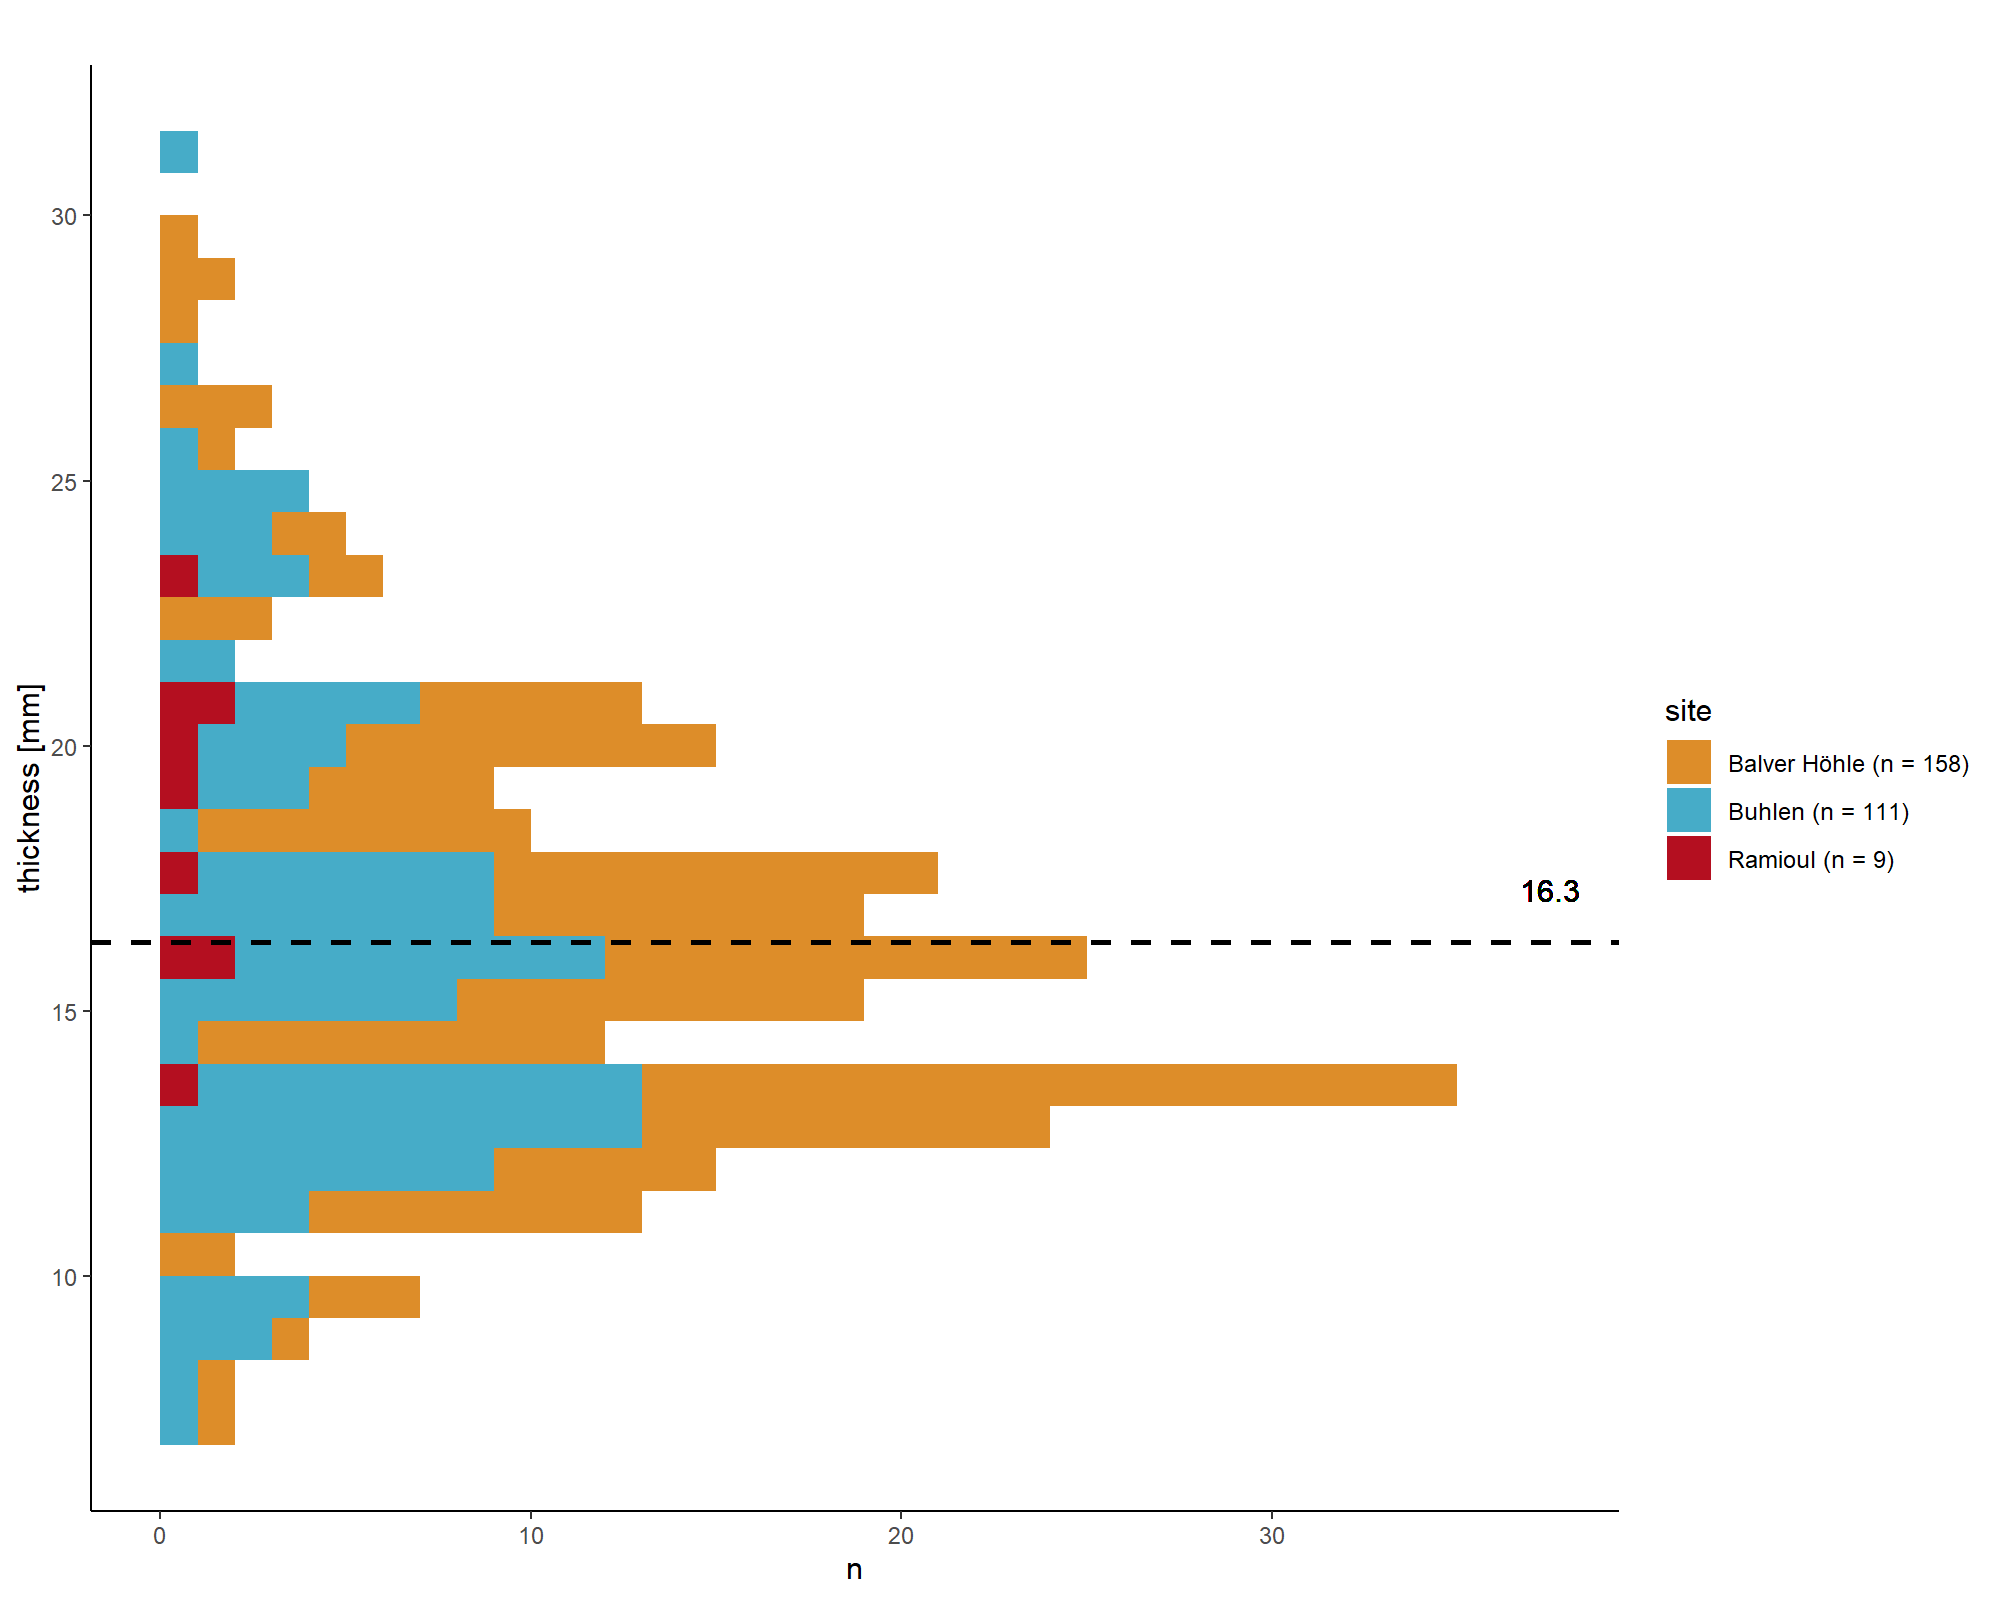 30
25
20
15
10
thickness [mm]
0
10
20
30
n
16.3
site
Balver Höhle (n = 158)
Buhlen (n = 111)
Ramioul (n = 9)